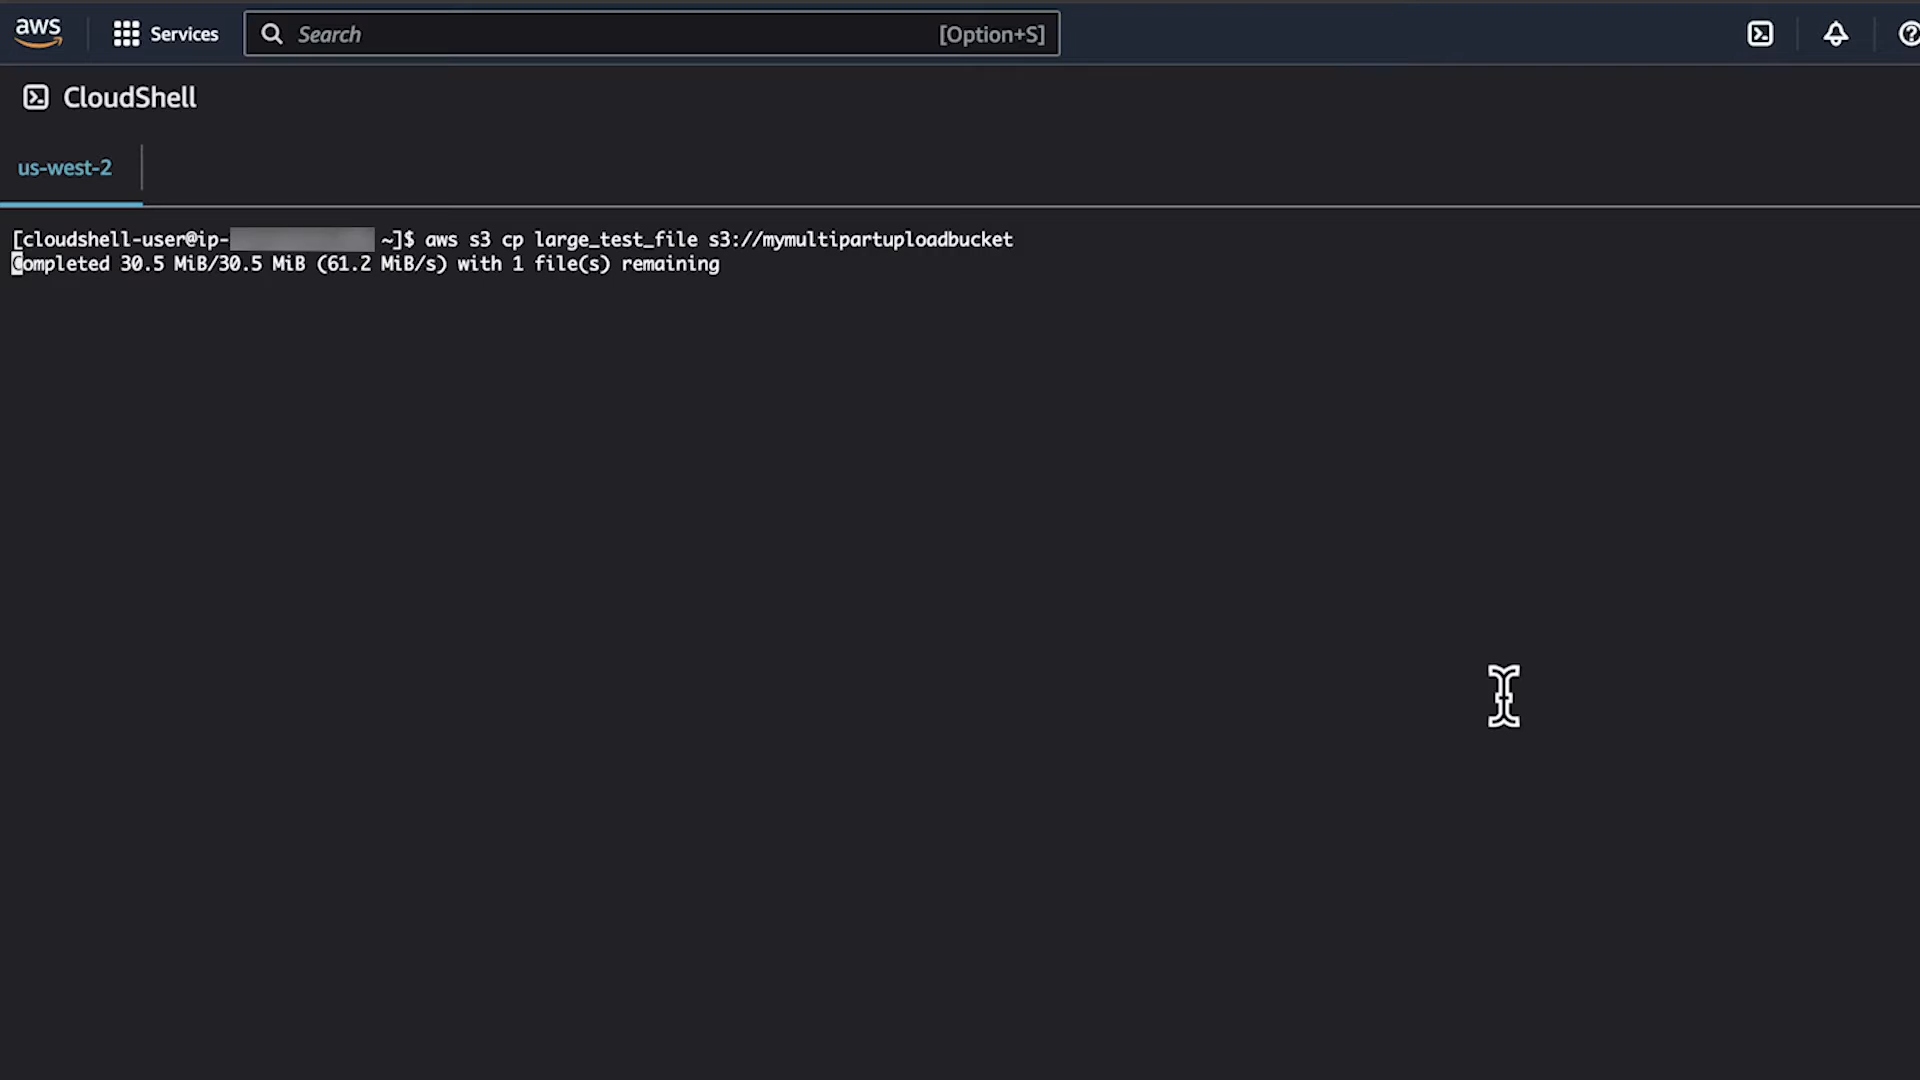 aws Services Search [Option+S]
CloudShell
us-west-2
[cloudshell-user@ip- ~]$ aws s3 cp large_test_file s3://mymultipartuploadbucket
Completed 30.5 MiB/30.5 MiB (61.2 MiB/s) with 1 file(s) remaining